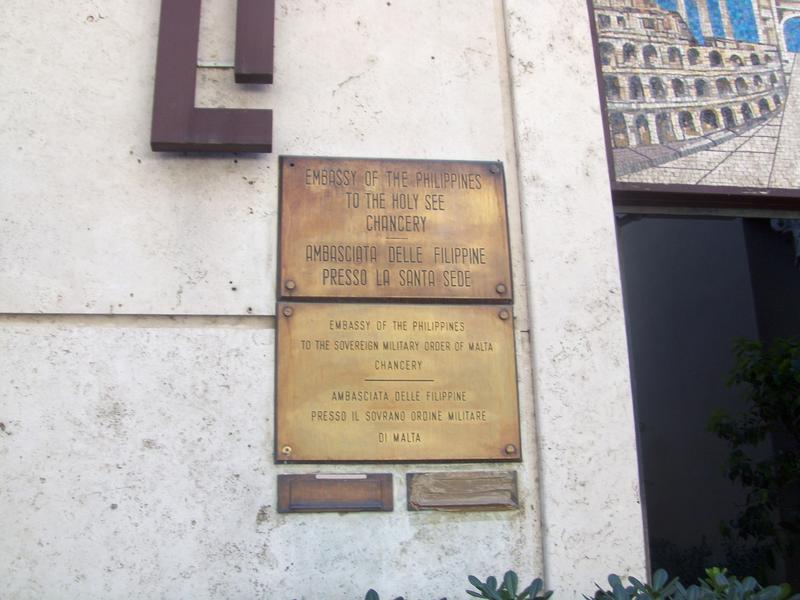 EMBASSY OF THE PHILIPPINES
TO THE HOLY SEE
CHANCERY
AMBASCIATA DELLE FILIPPINE
PRESSO LA SANTA SEDE
EMBASSY OF THE PHILIPPINES
TO THE SOVEREIGN MILITARY ORDER OF MALTA
CHANCERY
AMBASCIATA DELLE FILIPPINE
PRESSO IL SOVRANO ORDINE MILITARE
DI MALTA